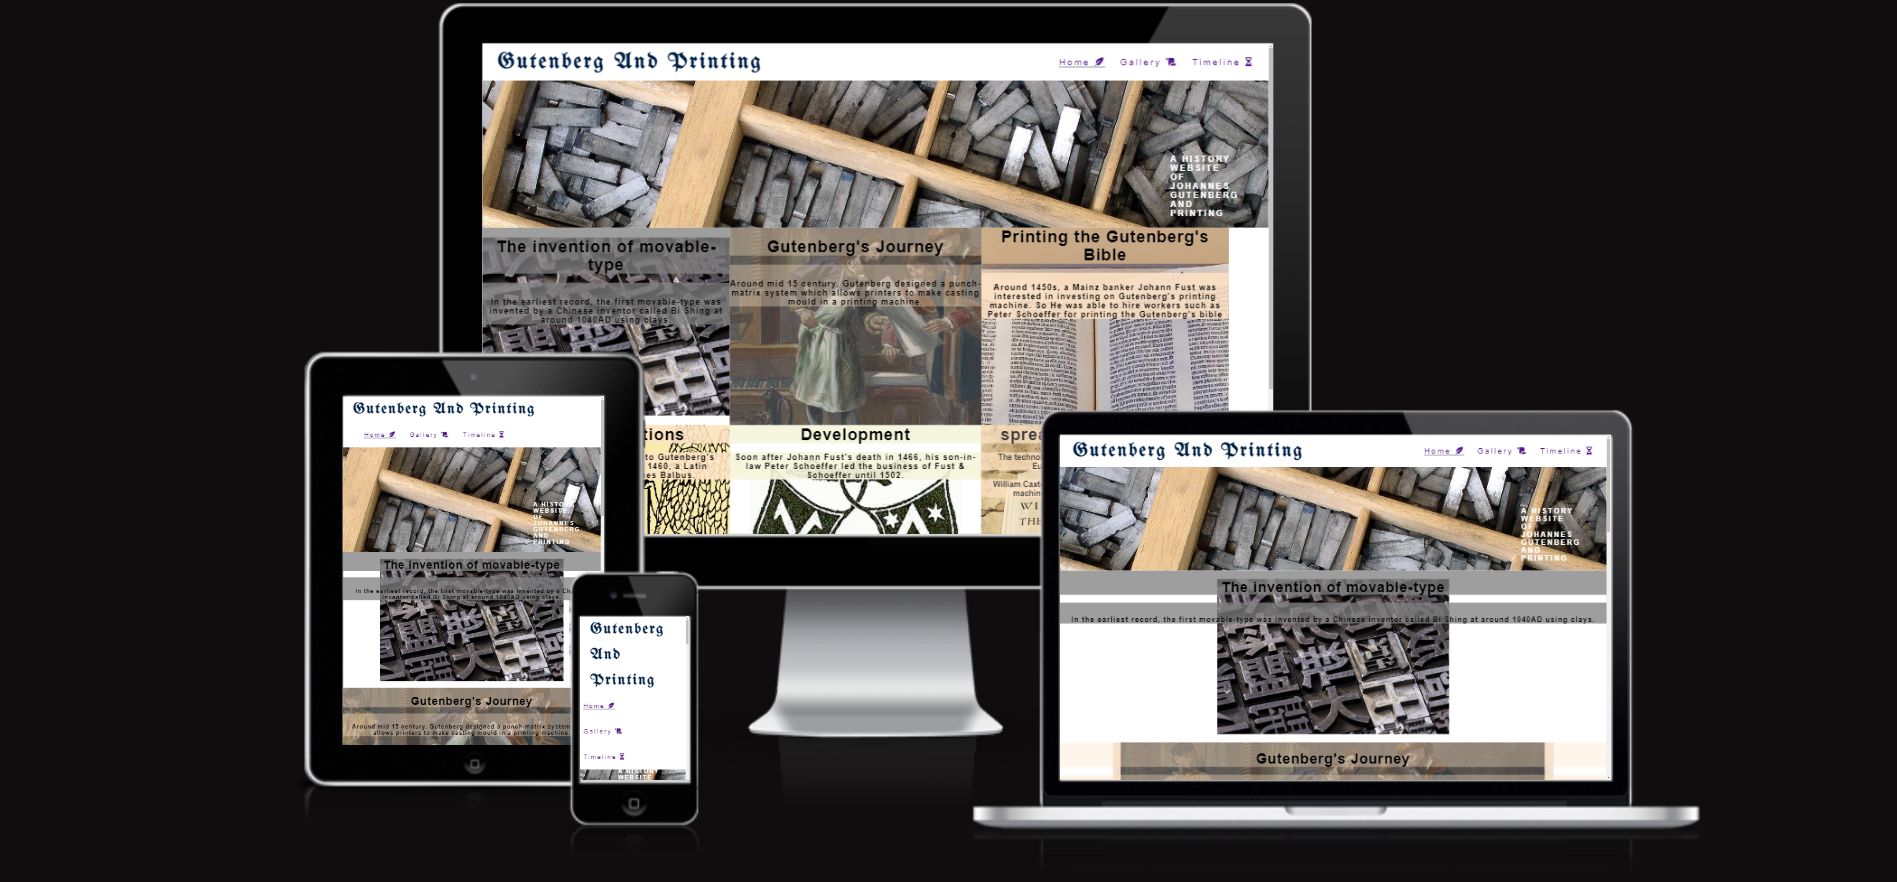 Gutenberg And Printing
Home
Gallery
Timeline
A HISTORY
WEBSITE
OF
JOHANNES
GUTENBERG
AND
PRINTING
The invention of movable-
type
In the earliest record, the first movable-type was
invented by a Chinese inventor called Bi Shing at
around 1040AD using clays.
Gutenberg's Journey
Around mid 15 century, Gutenberg designed a punch-
matrix system which allows printers to make casting
mould in a printing machine.
Printing the Gutenberg's
Bible
Around 1450s, a Mainz banker Johann Fust was
interested in investing on Gutenberg's printing
machine. So He was able to hire workers such as
Peter Schoeffer for printing the Gutenberg's bible
tions
to Gutenberg's
1460, a Latin
es Balbus.
Development
Soon after Johann Fust's death in 1466, his son-in-
law Peter Schoeffer led the business of Fust &
Schoeffer until 1502.
sprea
The techno
Eu
William Caxt
machin
WI
THE
Gutenberg And Printing
Home
Gallery
Timeline
A HISTORY
WEBSITE
OF
JOHANNES
GUTENBERG
AND
PRINTING
The invention of movable-type
In the earliest record, the first movable-type was invented by a Ch
inventor called Bi Shing at around 1040AD using clays.
Gutenberg's Journey
Around mid 15 century, Gutenberg designed a punch-matrix system
allows printers to make casting mould in a printing machine.
Gutenberg
And
Printing
Home
Gallery
Timeline
A HISTORY
WEBSITE
Gutenberg And Printing
Home
Gallery
Timeline
A HISTORY
WEBSITE
OF
JOHANNES
GUTENBERG
AND
PRINTING
The invention of movable-type
In the earliest record, the first movable-type was invented by a Chinese inventor called Bi Shing at around 1040AD using clays.
Gutenberg's Journey